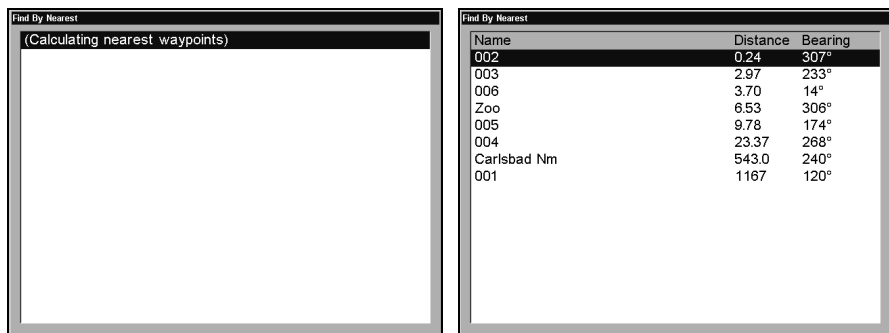 Find By Nearest
(Calculating nearest waypoints)
Find By Nearest
Name Distance Bearing
002 0.24 307°
003 2.97 233°
006 3.70 14°
Zoo 6.53 306°
005 9.78 174°
004 23.37 268°
Carlsbad Nm 543.0 240°
001 1167 120°